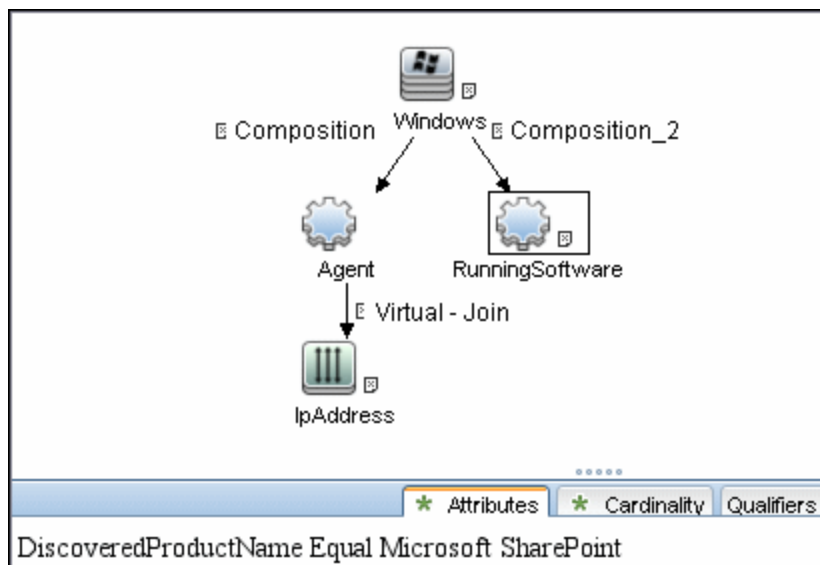 Windows
Composition
Composition_2
Agent
RunningSoftware
Virtual - Join
IpAddress
* Attributes
* Cardinality
Qualifiers
DiscoveredProductName Equal Microsoft SharePoint